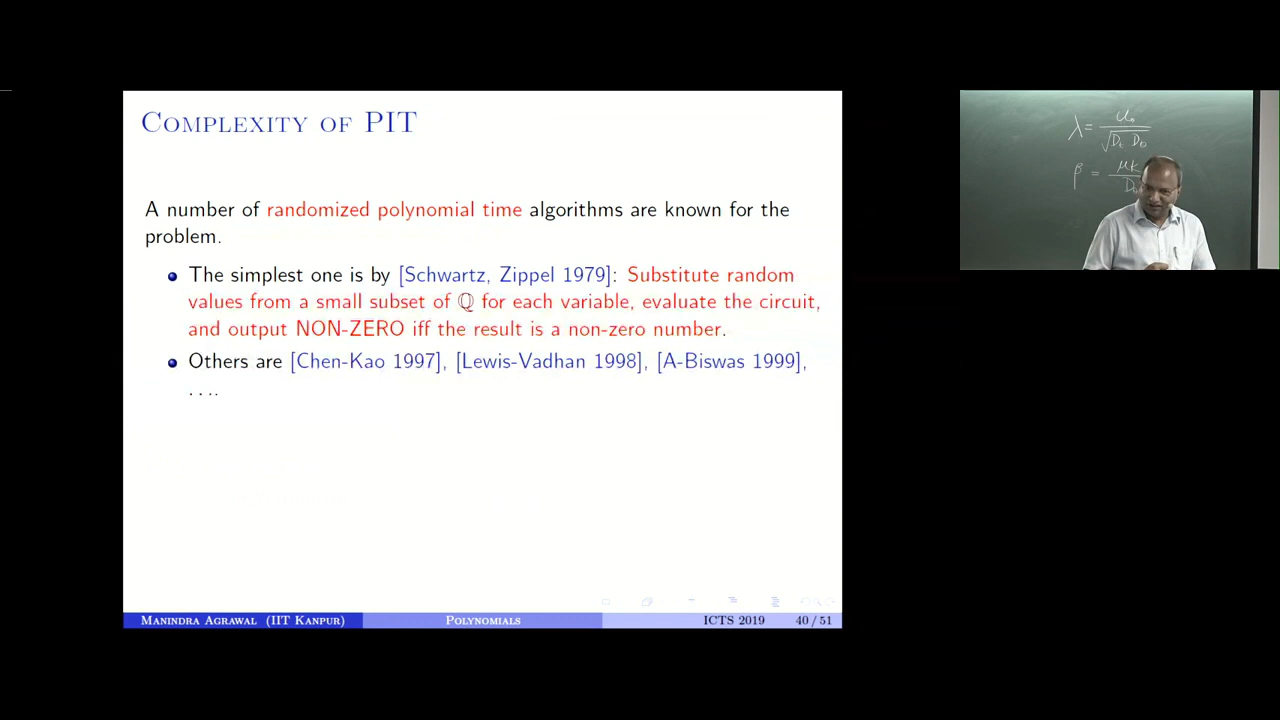 COMPLEXITY OF PIT
A number of randomized polynomial time algorithms are known for the
problem.
The simplest one is by [Schwartz, Zippel 1979]: Substitute random
values from a small subset of ℚ for each variable, evaluate the circuit,
and output NON-ZERO iff the result is a non-zero number.
Others are [Chen-Kao 1997], [Lewis-Vadhan 1998], [A-Biswas 1999],
....
MANINDRA AGRAWAL (IIT KANPUR) POLYNOMIALS ICTS 2019 40 / 51
λ =
β =